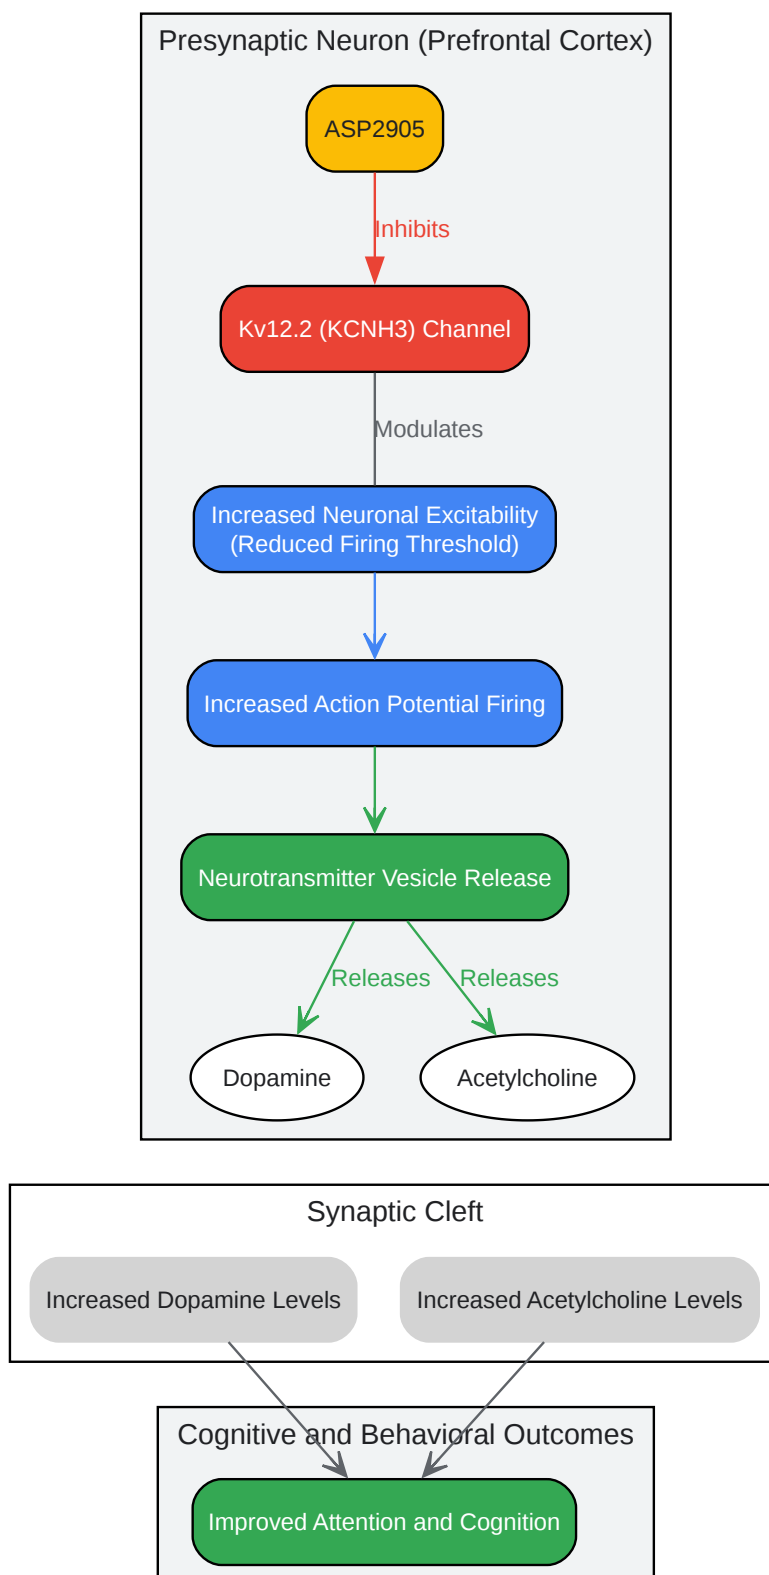 Presynaptic Neuron (Prefrontal Cortex)
ASP2905
Inhibits
Kv12.2 (KCNH3) Channel
Modulates
Increased Neuronal Excitability
(Reduced Firing Threshold)
Increased Action Potential Firing
Neurotransmitter Vesicle Release
Releases
Releases
Dopamine
Acetylcholine
Synaptic Cleft
Increased Dopamine Levels
Increased Acetylcholine Levels
Cognitive and Behavioral Outcomes
Improved Attention and Cognition